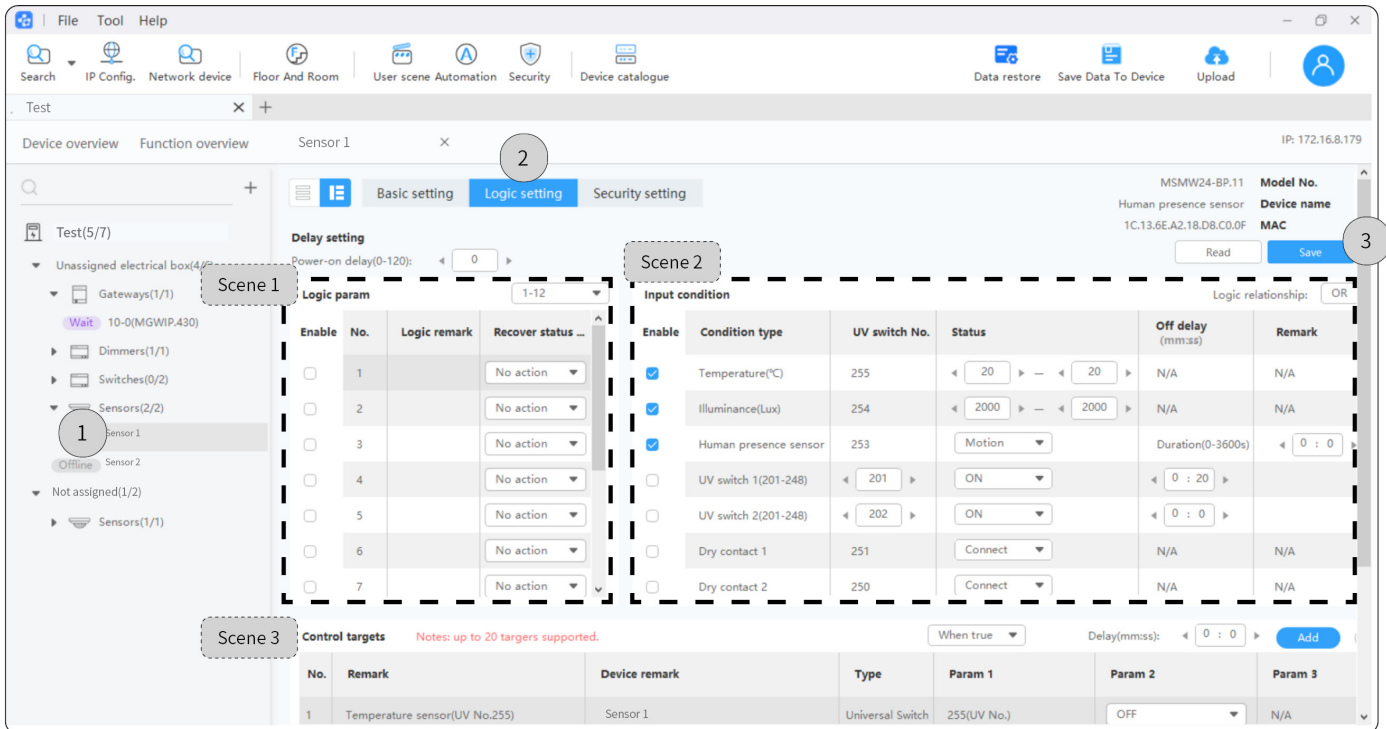 File Tool Help
Search IP Config. Network device Floor And Room User scene Automation Security Device catalogue Data restore Save Data To Device Upload
Test
Device overview Function overview Sensor 1 IP: 172.16.8.179
2
Basic setting Logic setting Security setting
MSMW24-BP.11 Model No.
Human presence sensor Device name
1C.13.6E.A2.18.D8.C0.0F MAC
3
Read Save
Test(5/7)
Unassigned electrical box(4/
Gateways(1/1)
Wait 10-0(MGWIP.430)
Dimmers(1/1)
Switches(0/2)
Sensors(2/2)
1 Sensor 1
Offline Sensor 2
Not assigned(1/2)
Sensors(1/1)
Delay setting
Power-on delay(0-120): 0
Scene 1
Logic param 1-12
Enable No. Logic remark Recover status ...
1 No action
2 No action
3 No action
4 No action
5 No action
6 No action
7 No action
Scene 2
Input condition Logic relationship: OR
Enable Condition type UV switch No. Status Off delay (mm:ss) Remark
Temperature(℃) 255 20 – 20 N/A N/A
Illuminance(Lux) 254 2000 – 2000 N/A N/A
Human presence sensor 253 Motion Duration(0-3600s) 0 : 0
UV switch 1(201-248) 201 ON 0 : 20
UV switch 2(201-248) 202 ON 0 : 0
Dry contact 1 251 Connect N/A N/A
Dry contact 2 250 Connect N/A N/A
Scene 3
Control targets Notes: up to 20 targers supported. When true Delay(mm:ss): 0 : 0 Add
No. Remark Device remark Type Param 1 Param 2 Param 3
1 Temperature sensor(UV No.255) Sensor 1 Universal Switch 255(UV No.) OFF N/A